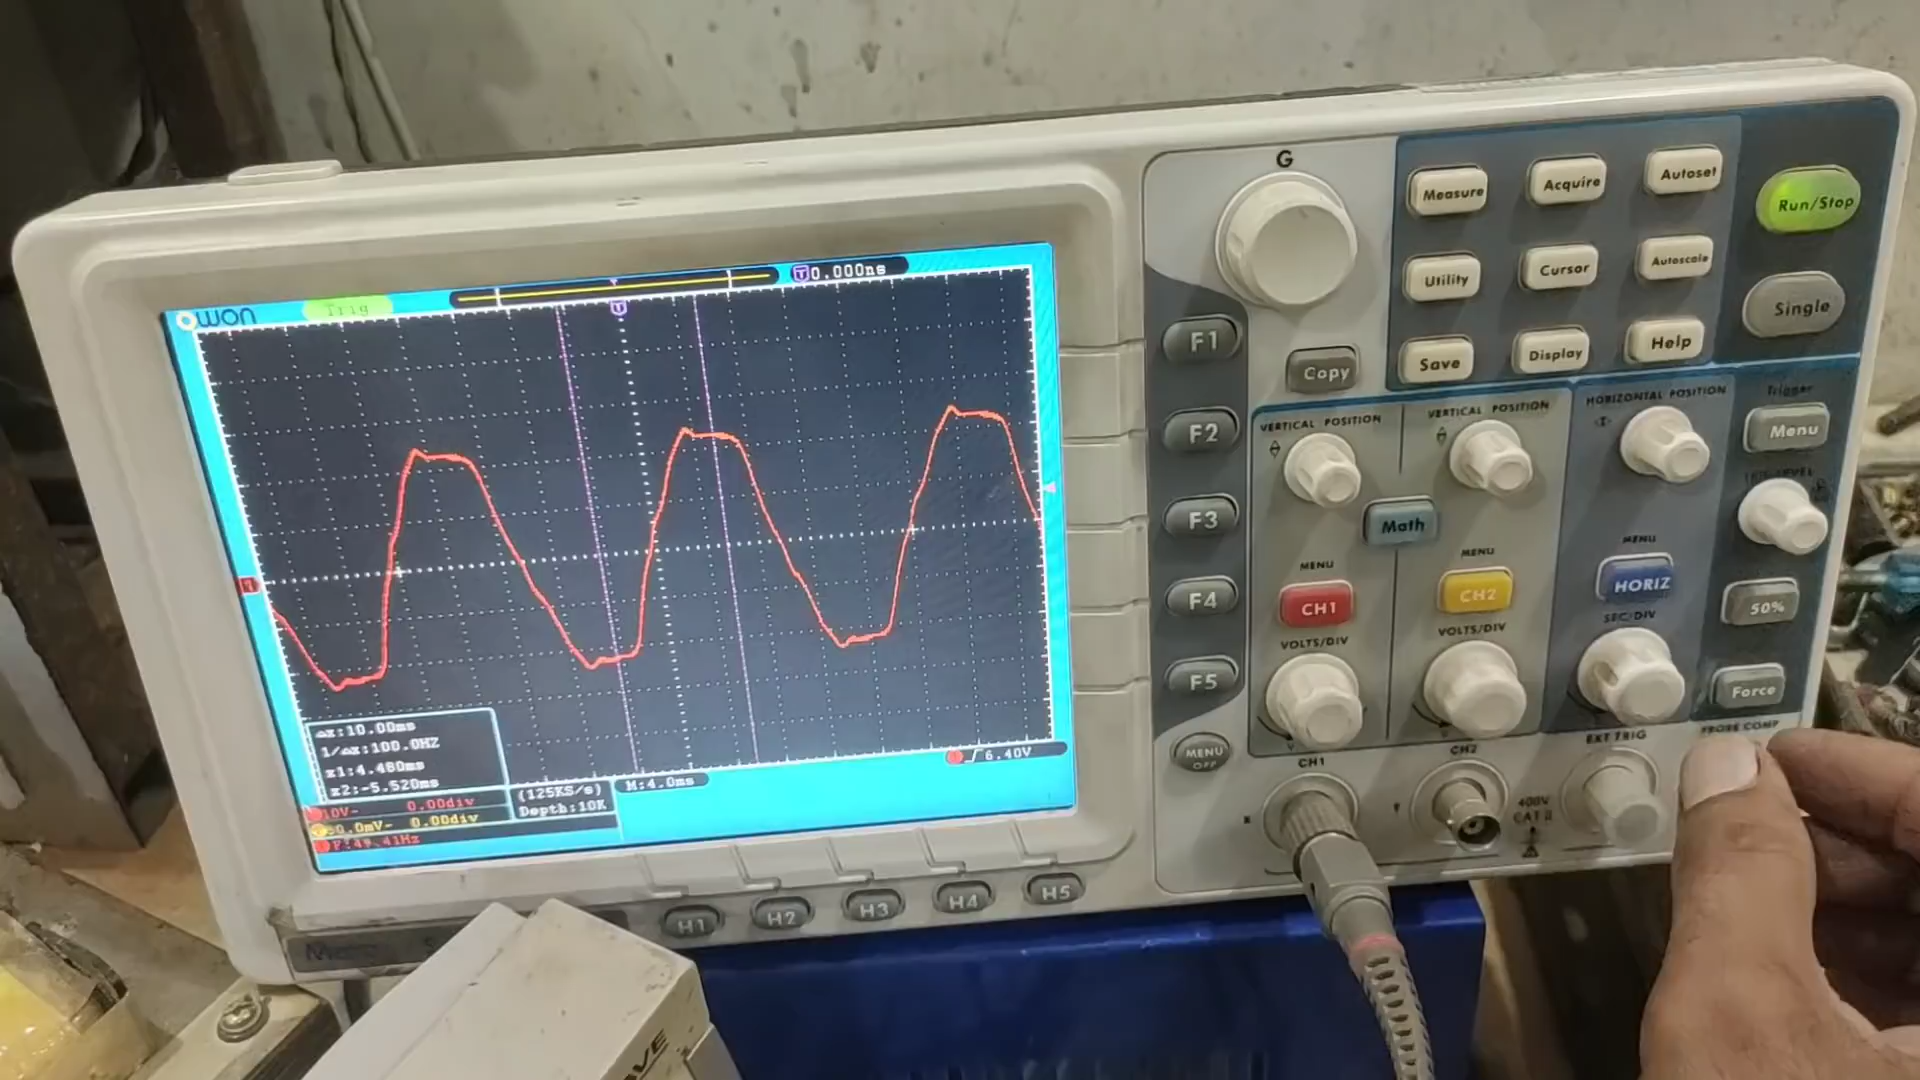 OWON
Trig
T 0.000ns
T
Δx:10.00ms
1/Δx:100.0HZ
x1:4.480ms
x2:-5.520ms
10V~ 0.00div
0.00div
F:49.41Hz
(125KS/s)
Depth:10K
M:4.0ms
6.40V
G
Measure
Acquire
Autoset
Run/Stop
Utility
Cursor
Autoscale
Single
Save
Display
Help
Copy
F1
F2
F3
F4
F5
MENU
OFF
VERTICAL POSITION
VERTICAL POSITION
HORIZONTAL POSITION
Trigger
Menu
Math
MENU
MENU
MENU
CH1
CH2
HORIZ
50%
VOLTS/DIV
VOLTS/DIV
SEC/DIV
Force
PROBE COMP
CH1
CH2
EXT TRIG
400V
CAT II
H1
H2
H3
H4
H5